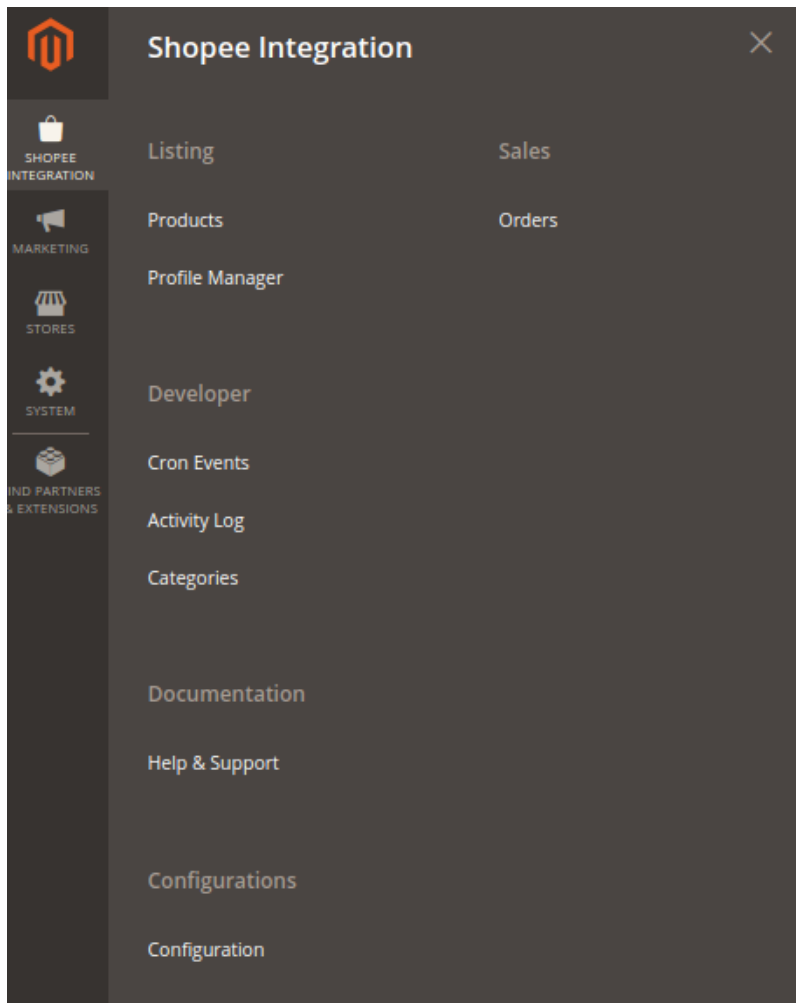 Shopee Integration
SHOPEE
INTEGRATION
MARKETING
STORES
SYSTEM
IND PARTNERS
& EXTENSIONS
Listing
Products
Profile Manager
Sales
Orders
Developer
Cron Events
Activity Log
Categories
Documentation
Help & Support
Configurations
Configuration